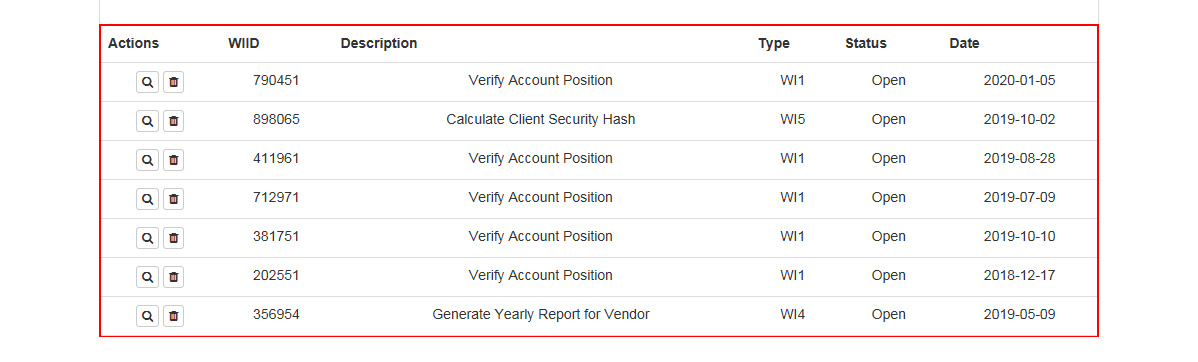 Actions WIID Description Type Status Date
790451 Verify Account Position WI1 Open 2020-01-05
898065 Calculate Client Security Hash WI5 Open 2019-10-02
411961 Verify Account Position WI1 Open 2019-08-28
712971 Verify Account Position WI1 Open 2019-07-09
381751 Verify Account Position WI1 Open 2019-10-10
202551 Verify Account Position WI1 Open 2018-12-17
356954 Generate Yearly Report for Vendor WI4 Open 2019-05-09